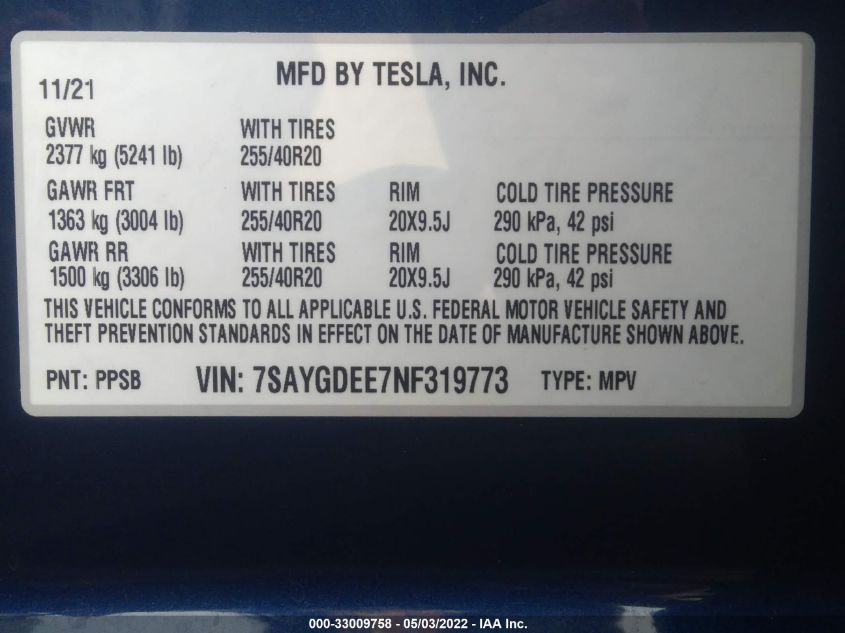 MFD BY TESLA, INC.
11/21
GVWR WITH TIRES
2377 kg (5241 lb) 255/40R20
GAWR FRT WITH TIRES RIM COLD TIRE PRESSURE
1363 kg (3004 lb) 255/40R20 20X9.5J 290 kPa, 42 psi
GAWR RR WITH TIRES RIM COLD TIRE PRESSURE
1500 kg (3306 lb) 255/40R20 20X9.5J 290 kPa, 42 psi
THIS VEHICLE CONFORMS TO ALL APPLICABLE U.S. FEDERAL MOTOR VEHICLE SAFETY AND
THEFT PREVENTION STANDARDS IN EFFECT ON THE DATE OF MANUFACTURE SHOWN ABOVE.
PNT: PPSB VIN: 7SAYGDEE7NF319773 TYPE: MPV
000-33009758 - 05/03/2022 - IAA Inc.